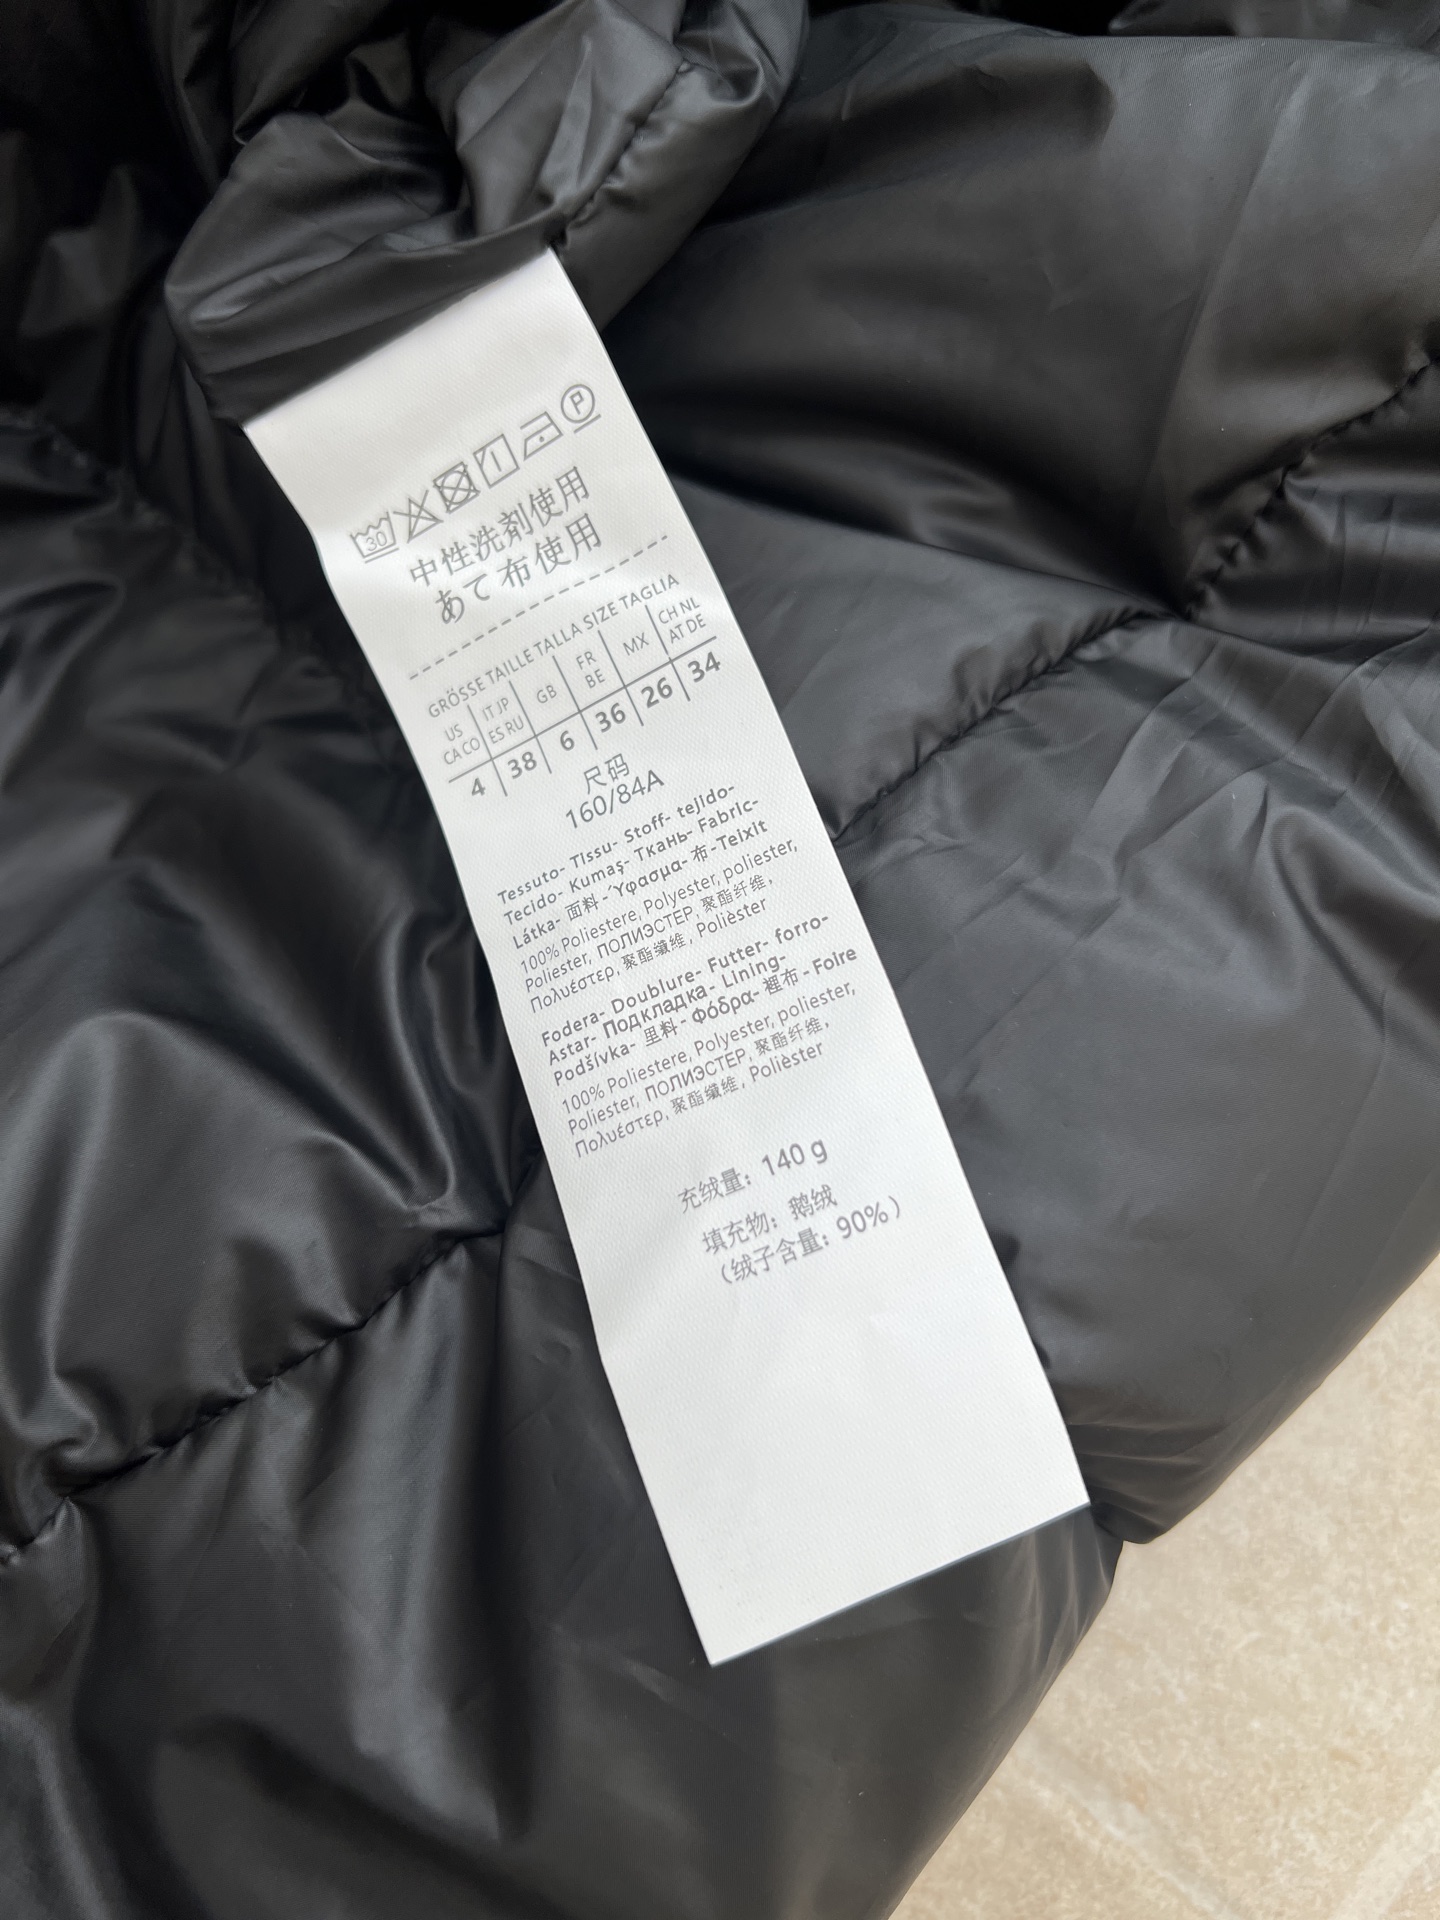 30 P
中性洗剤使用
あて布使用
GRÖSSE TAILLE TALLA SIZE TAGLIA
US CA CO IT JP ES RU GB FR BE MX CH NL AT DE
4 38 6 36 26 34
尺码
160/84A
Tessuto- Tissu- Stoff- tejido-
Tecido- Kumaş- Ткань- Fabric-
Látka- 面料 - Ύφασμα- 布 -Teixit
100% Poliestere, Polyester, poliester,
Poliester, ПОЛИЭСТЕР, 聚酯纤维,
Πολυέστερ, 聚酯纖維, Polièster
Fodera- Doublure- Futter- forro-
Astar- Подкладка- Lining-
Podšívka- 里料 - Φόδρα- 裡布 - Folre
100% Poliestere, Polyester, poliester,
Poliester, ПОЛИЭСТЕР, 聚酯纤维,
Πολυέστερ, 聚酯纖維, Polièster
充绒量: 140 g
填充物: 鹅绒
(绒子含量: 90%)